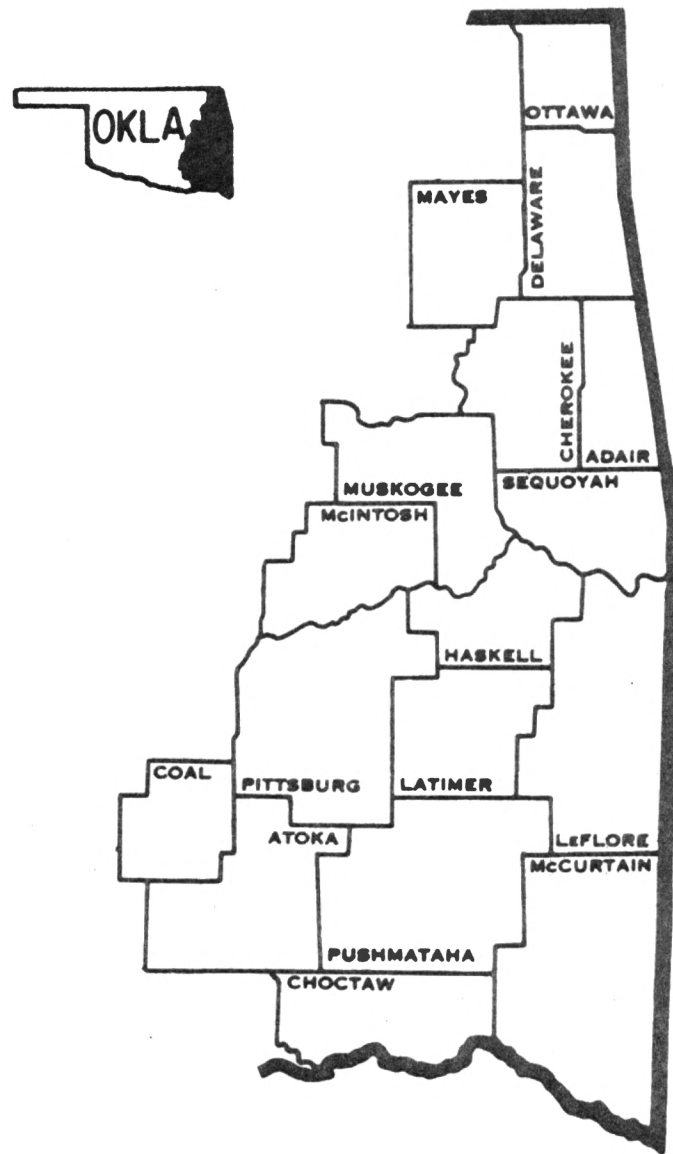 OKLA
OTTAWA
MAYES
DELAWARE
CHEROKEE
ADAIR
SEQUOYAH
MUSKOGEE
McINTOSH
HASKELL
COAL
PITTSBURG
LATIMER
ATOKA
LEFLORE
McCURTAIN
PUSHMATAHA
CHOCTAW